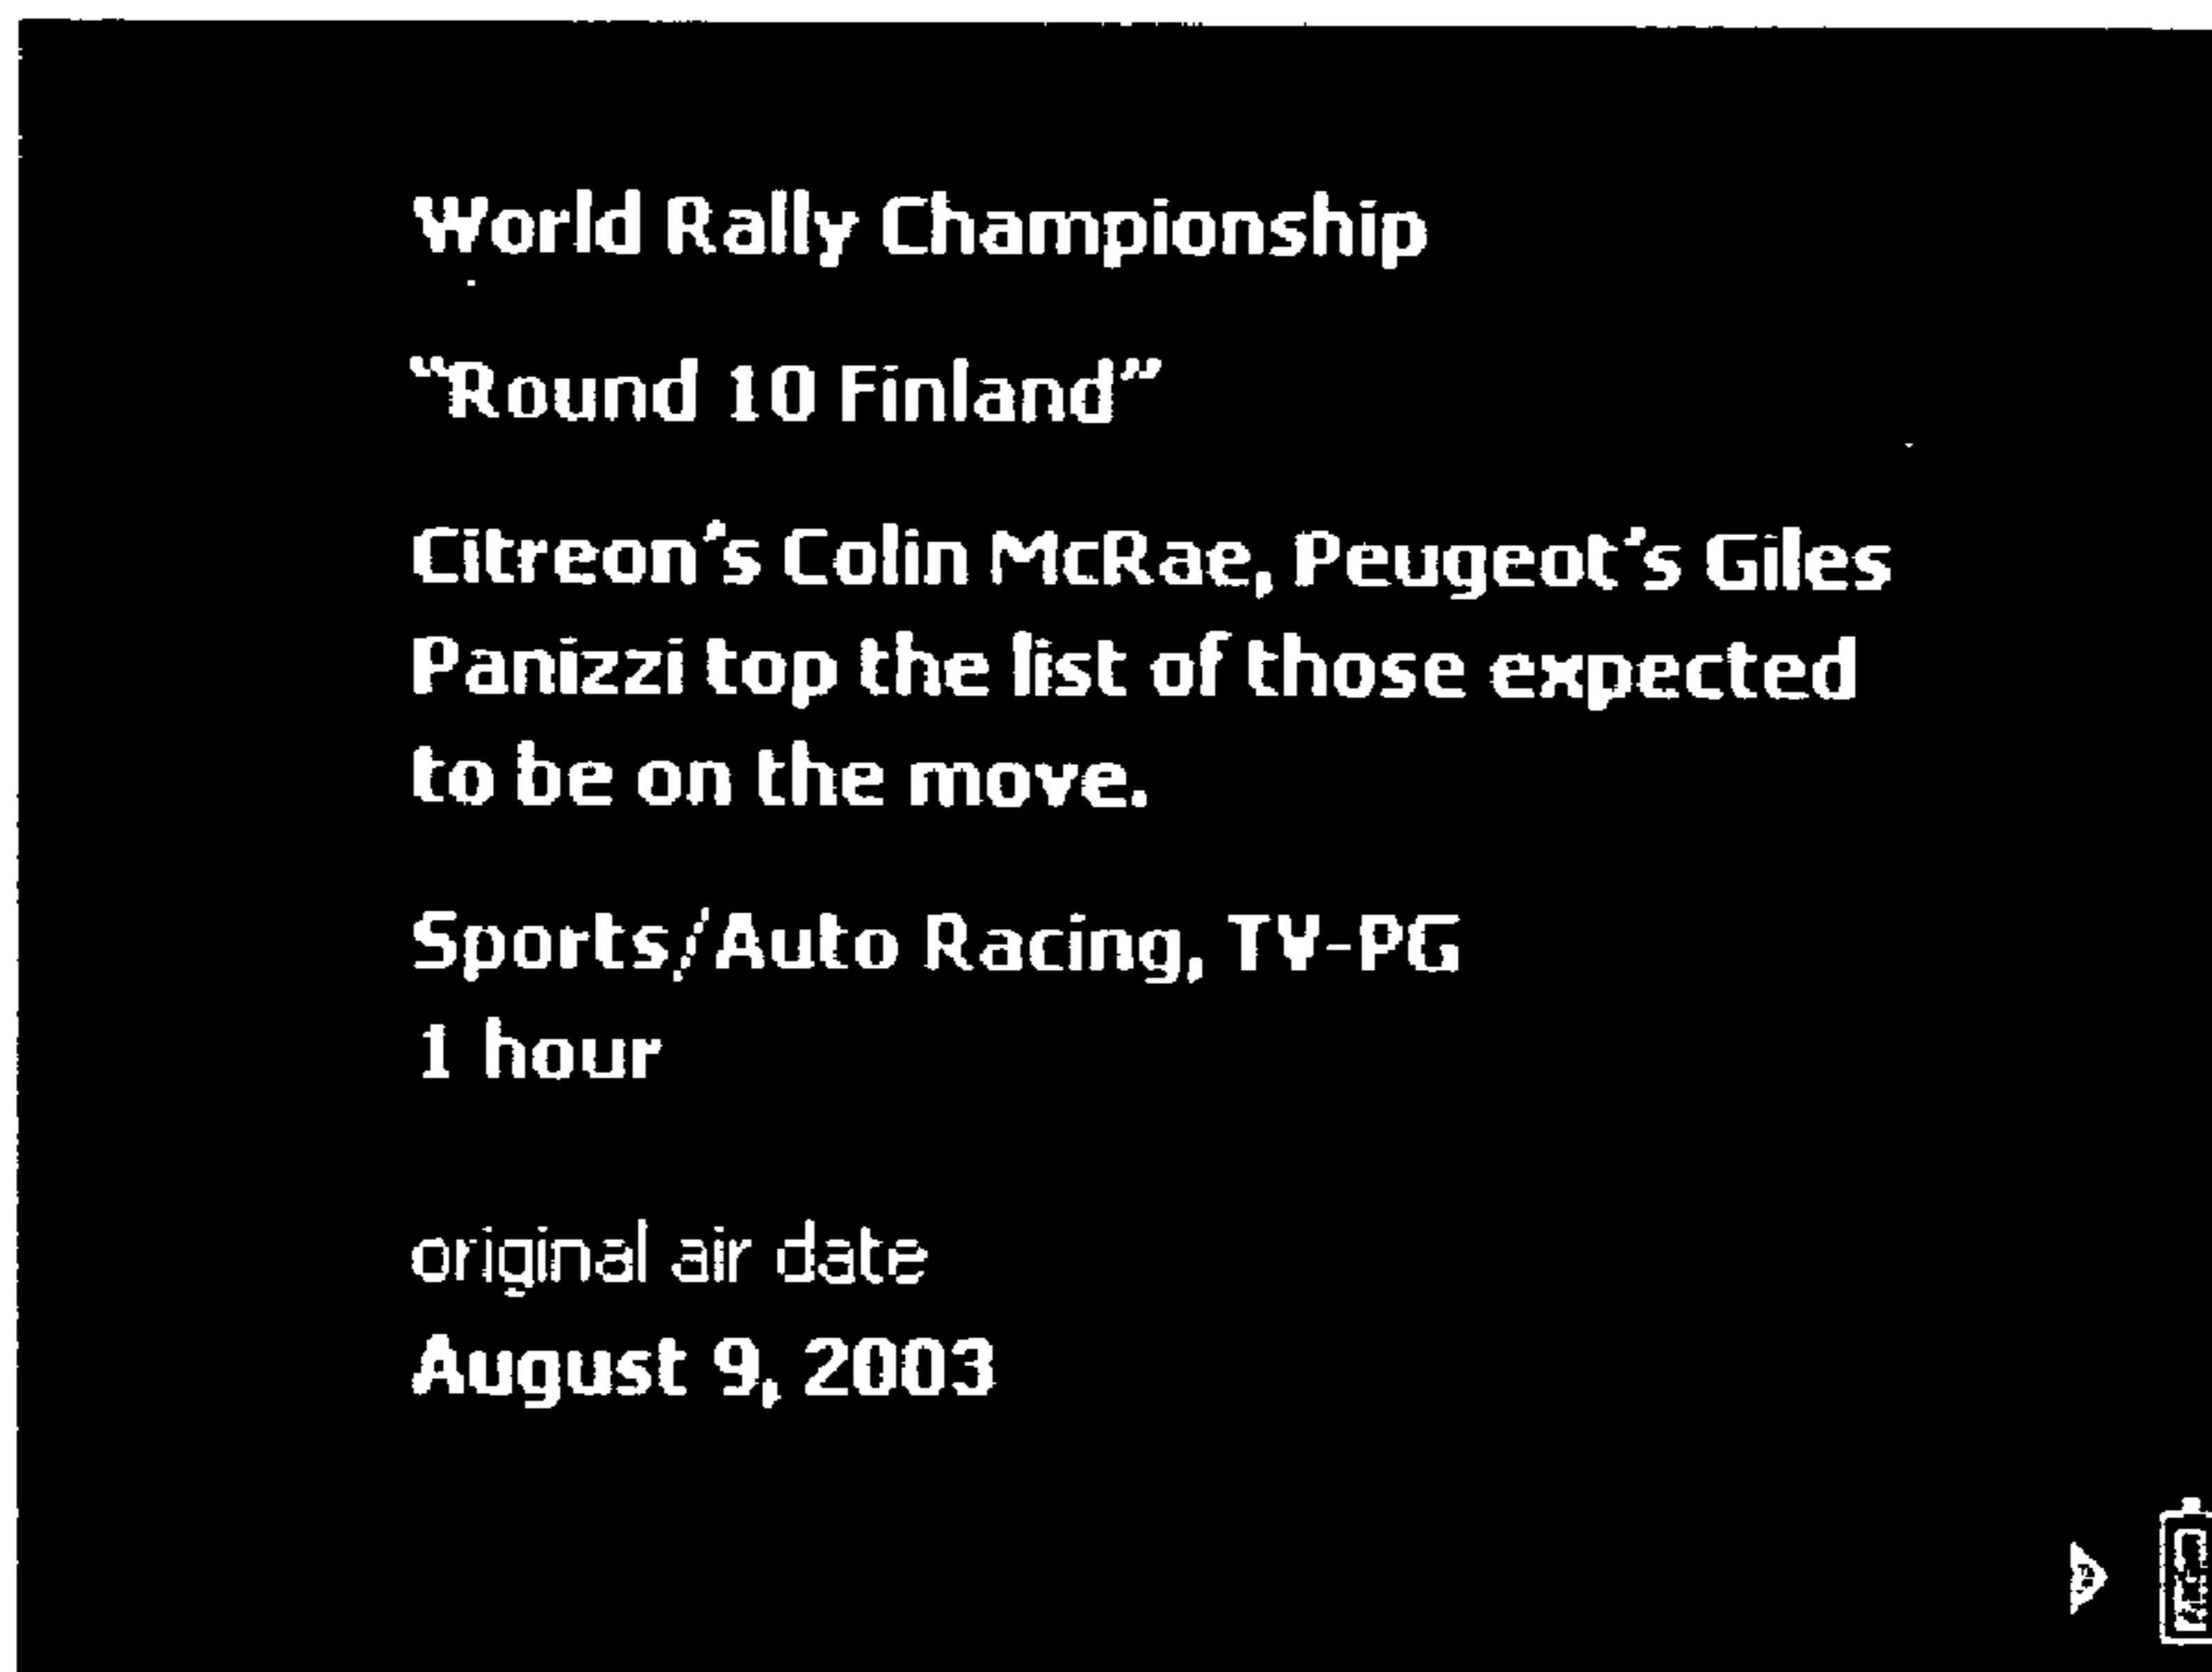 World Rally Championship
“Round 10 Finland”
Citreon’s Colin McRae, Peugeot’s Giles
Panizzi top the list of those expected
to be on the move.
Sports/Auto Racing, TV-PG
1 hour
original air date
August 9, 2003